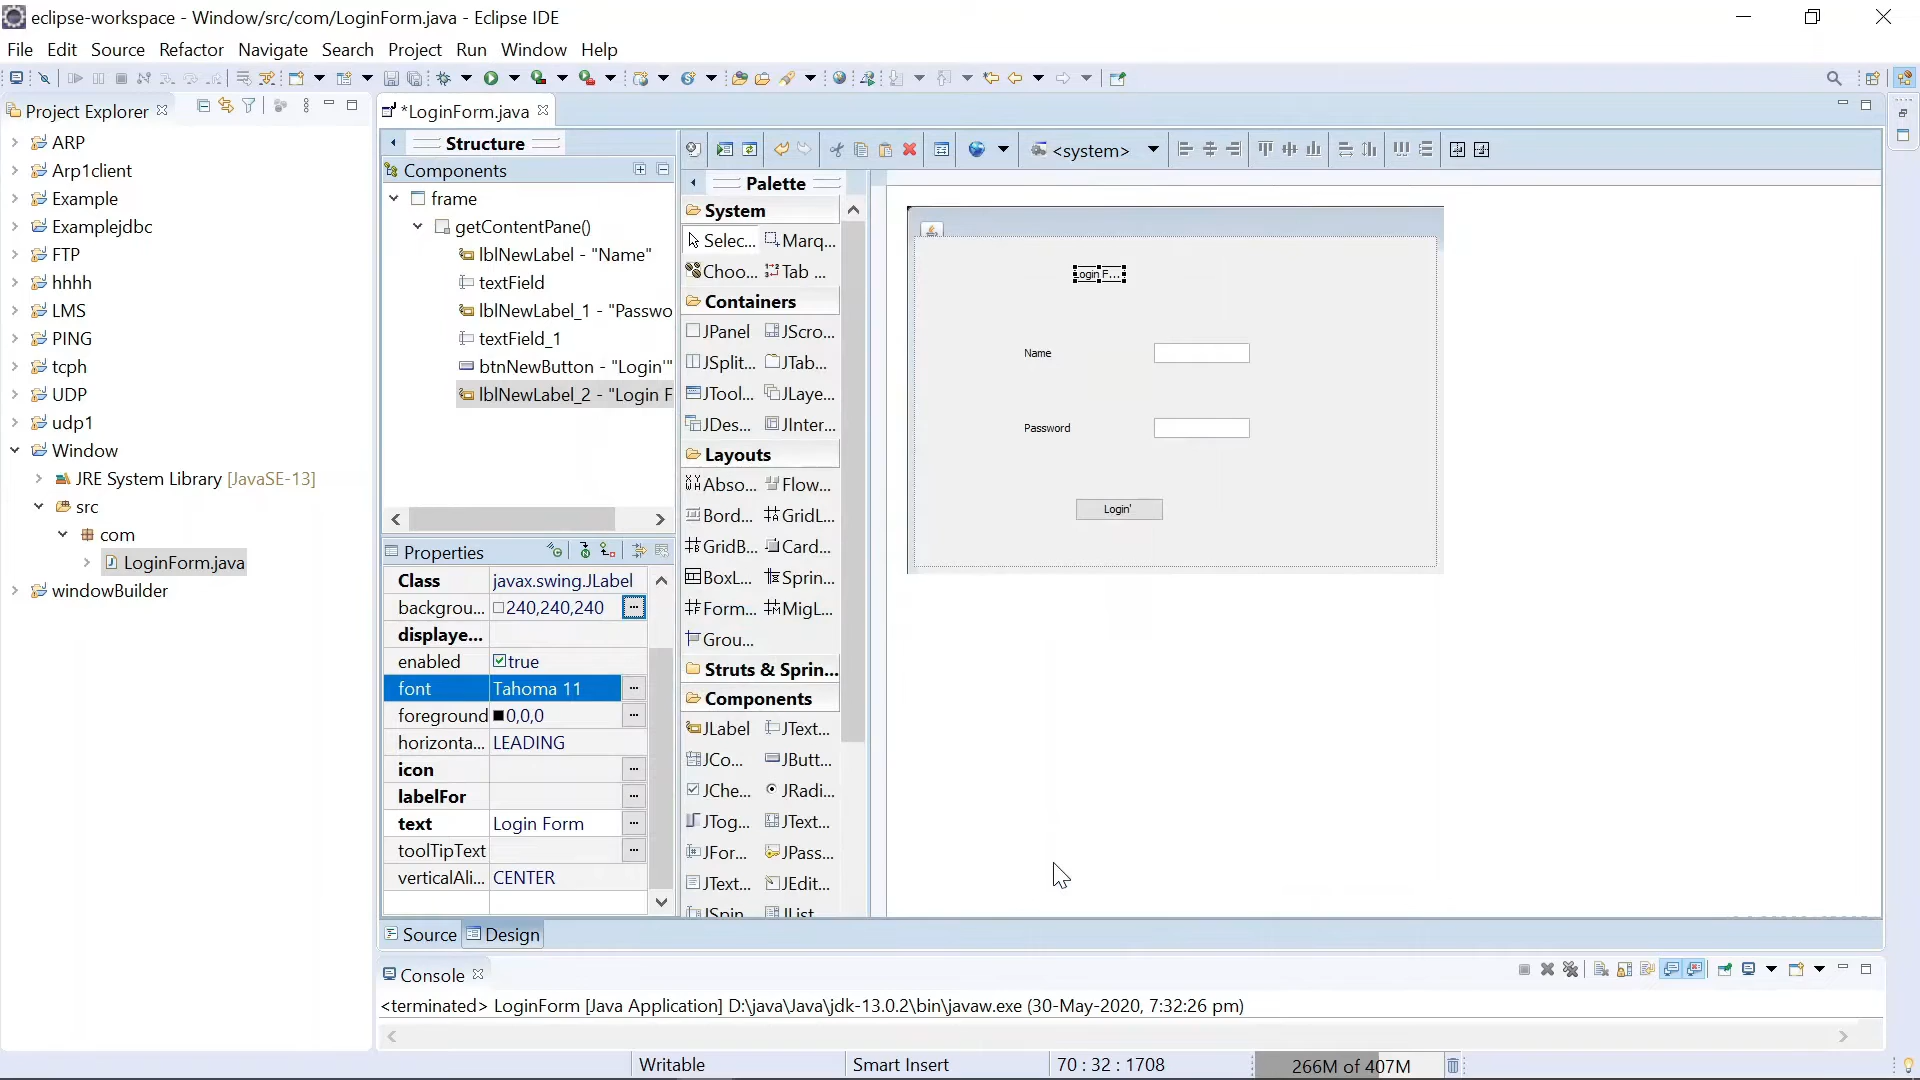 eclipse-workspace - Window/src/com/LoginForm.java - Eclipse IDE
File Edit Source Refactor Navigate Search Project Run Window Help
Project Explorer
ARP
Arp1client
Example
Examplejdbc
FTP
hhhh
LMS
PING
tcph
UDP
udp1
Window
JRE System Library [JavaSE-13]
src
com
LoginForm.java
windowBuilder
*LoginForm.java
Structure
Components
frame
getContentPane()
lblNewLabel - "Name"
textField
lblNewLabel_1 - "Passwo
textField_1
btnNewButton - "Login'"
lblNewLabel_2 - "Login F
Properties
Class javax.swing.JLabel
backgrou... 240,240,240 ...
displaye...
enabled true
font Tahoma 11 ...
foreground 0,0,0 ...
horizonta... LEADING
icon ...
labelFor ...
text Login Form ...
toolTipText ...
verticalAli... CENTER
<system>
Palette
System
Selec... Marq...
Choo... Tab ...
Containers
JPanel JScro...
JSplit... JTab...
JTool... JLaye...
JDes... JInter...
Layouts
Abso... Flow...
Bord... GridL...
GridB... Card...
BoxL... Sprin...
Form... MigL...
Grou...
Struts & Sprin...
Components
JLabel JText...
JCo... JButt...
JChe... JRadi...
JTog... JText...
JFor... JPass...
JText... JEdit...
JSpin JList
Login F...
Name
Password
Login'
Source Design
Console
<terminated> LoginForm [Java Application] D:\java\Java\jdk-13.0.2\bin\javaw.exe (30-May-2020, 7:32:26 pm)
Writable Smart Insert 70 : 32 : 1708 266M of 407M